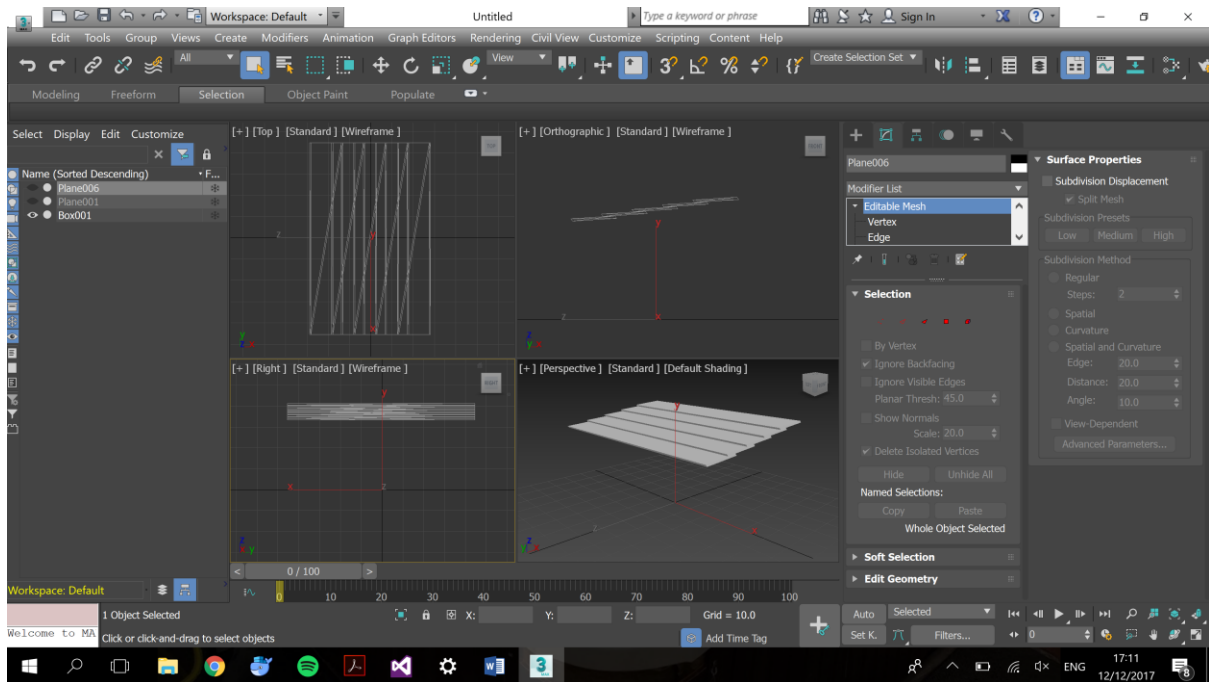 Workspace: Default
Untitled
Type a keyword or phrase
Sign In
Edit Tools Group Views Create Modifiers Animation Graph Editors Rendering Civil View Customize Scripting Content Help
All
View
Create Selection Set
Modeling Freeform Selection Object Paint Populate
Select Display Edit Customize
Name (Sorted Descending) F...
Plane006
Plane001
Box001
[+] [Top ] [Standard ] [Wireframe ]
[+] [Orthographic ] [Standard ] [Wireframe ]
[+] [Right ] [Standard ] [Wireframe ]
[+] [Perspective ] [Standard ] [Default Shading ]
Plane006
Modifier List
Editable Mesh
Vertex
Edge
Selection
By Vertex
Ignore Backfacing
Ignore Visible Edges
Planar Thresh: 45.0
Show Normals
Scale: 20.0
Delete Isolated Vertices
Hide Unhide All
Named Selections:
Copy Paste
Whole Object Selected
Soft Selection
Edit Geometry
Surface Properties
Subdivision Displacement
Split Mesh
Subdivision Presets
Low Medium High
Subdivision Method
Regular
Steps: 2
Spatial
Curvature
Spatial and Curvature
Edge: 20.0
Distance: 20.0
Angle: 10.0
View-Dependent
Advanced Parameters...
< 0 / 100 >
Workspace: Default
0 10 20 30 40 50 60 70 80 90 100
1 Object Selected
X: Y: Z: Grid = 10.0
Auto Selected
Welcome to MA
Click or click-and-drag to select objects
Add Time Tag
Set K. Filters... 0
ENG
17:11
12/12/2017